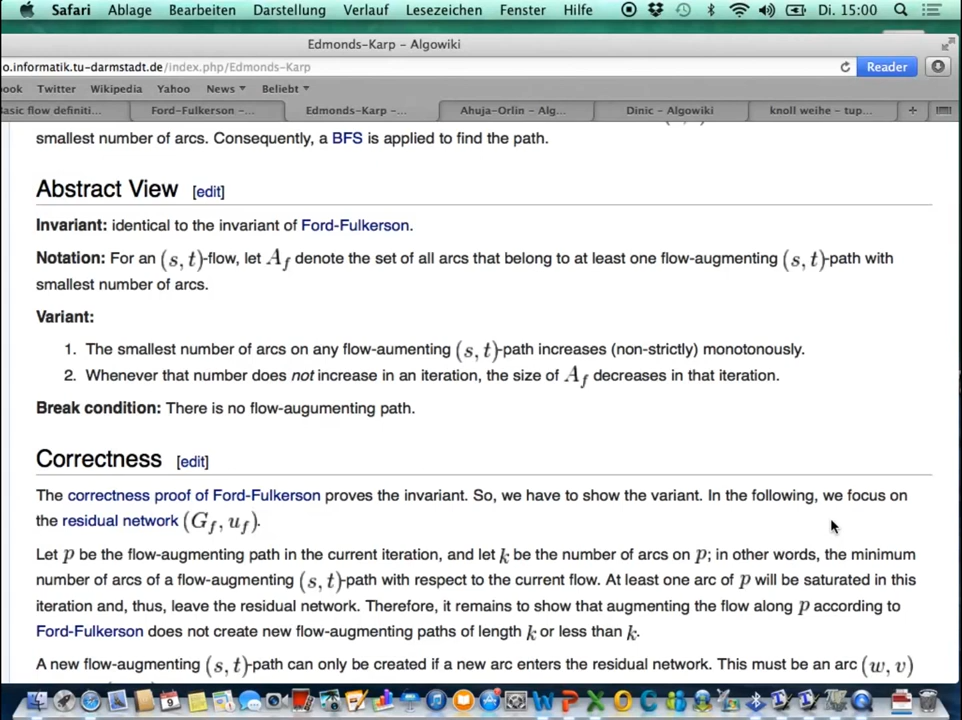 Safari Ablage Bearbeiten Darstellung Verlauf Lesezeichen Fenster Hilfe Di. 15:00
Edmonds-Karp – Algowiki
o.informatik.tu-darmstadt.de/index.php/Edmonds-Karp Reader
ook Twitter Wikipedia Yahoo News Beliebt
asic flow definiti... Ford-Fulkerson –... Edmonds-Karp –... Ahuja-Orlin – Alg... Dinic – Algowiki knoll weihe – tup... +
smallest number of arcs. Consequently, a BFS is applied to find the path.
Abstract View [edit]
Invariant: identical to the invariant of Ford-Fulkerson.
Notation: For an (s, t)-flow, let A_f denote the set of all arcs that belong to at least one flow-augmenting (s, t)-path with
smallest number of arcs.
Variant:
1. The smallest number of arcs on any flow-aumenting (s, t)-path increases (non-strictly) monotonously.
2. Whenever that number does not increase in an iteration, the size of A_f decreases in that iteration.
Break condition: There is no flow-augumenting path.
Correctness [edit]
The correctness proof of Ford-Fulkerson proves the invariant. So, we have to show the variant. In the following, we focus on
the residual network (G_f, u_f).
Let p be the flow-augmenting path in the current iteration, and let k be the number of arcs on p; in other words, the minimum
number of arcs of a flow-augmenting (s, t)-path with respect to the current flow. At least one arc of p will be saturated in this
iteration and, thus, leave the residual network. Therefore, it remains to show that augmenting the flow along p according to
Ford-Fulkerson does not create new flow-augmenting paths of length k or less than k.
A new flow-augmenting (s, t)-path can only be created if a new arc enters the residual network. This must be an arc (w, v)